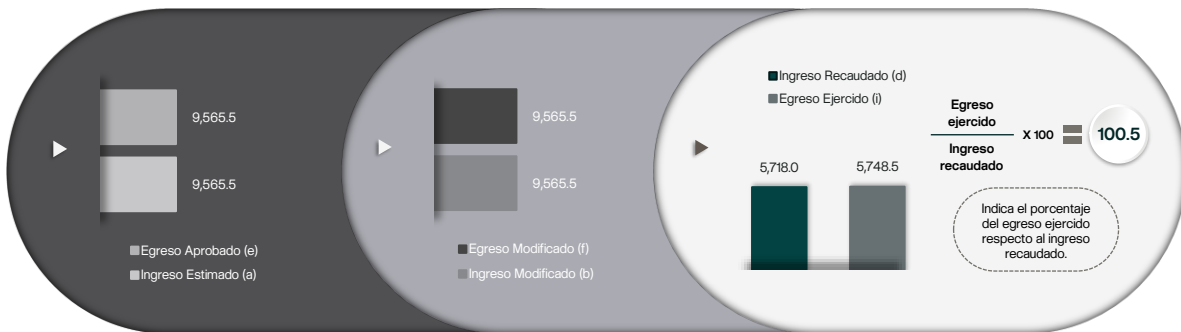 9,565.5
9,565.5
Egreso Aprobado (e)
Ingreso Estimado (a)
9,565.5
9,565.5
Egreso Modificado (f)
Ingreso Modificado (b)
Ingreso Recaudado (d)
Egreso Ejercido (i)
5,718.0
5,748.5
Egreso
ejercido
Ingreso
recaudado
X 100
100.5
Indica el porcentaje
del egreso ejercido
respecto al ingreso
recaudado.